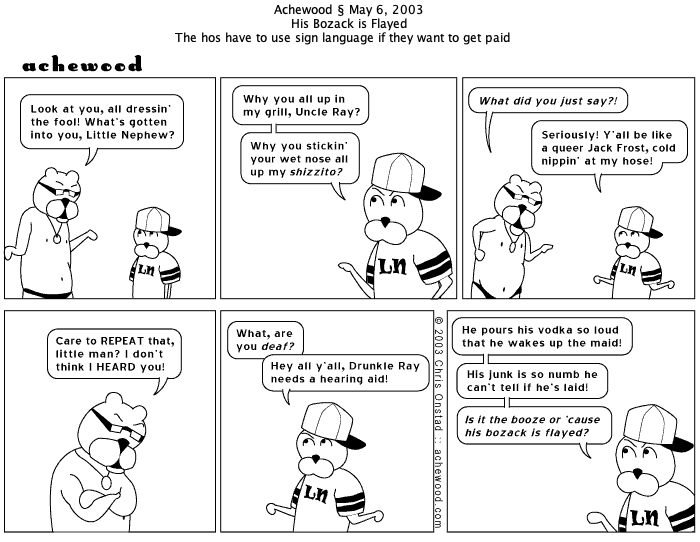 Achewood § May 6, 2003
His Bozack is Flayed
The hos have to use sign language if they want to get paid
achewood
Look at you, all dressin'
the fool! What's gotten
into you, Little Nephew?
LN
Why you all up in
my grill, Uncle Ray?
Why you stickin'
your wet nose all
up my shizzito?
LN
What did you just say?!
Seriously! Y'all be like
a queer Jack Frost, cold
nippin' at my hose!
LN
Care to REPEAT that,
little man? I don't
think I HEARD you!
What, are
you deaf?
Hey all y'all, Drunkle Ray
needs a hearing aid!
LN
© 2003 Chris Onstad :: achewood.com
He pours his vodka so loud
that he wakes up the maid!
His junk is so numb he
can't tell if he's laid!
Is it the booze or 'cause
his bozack is flayed?
LN